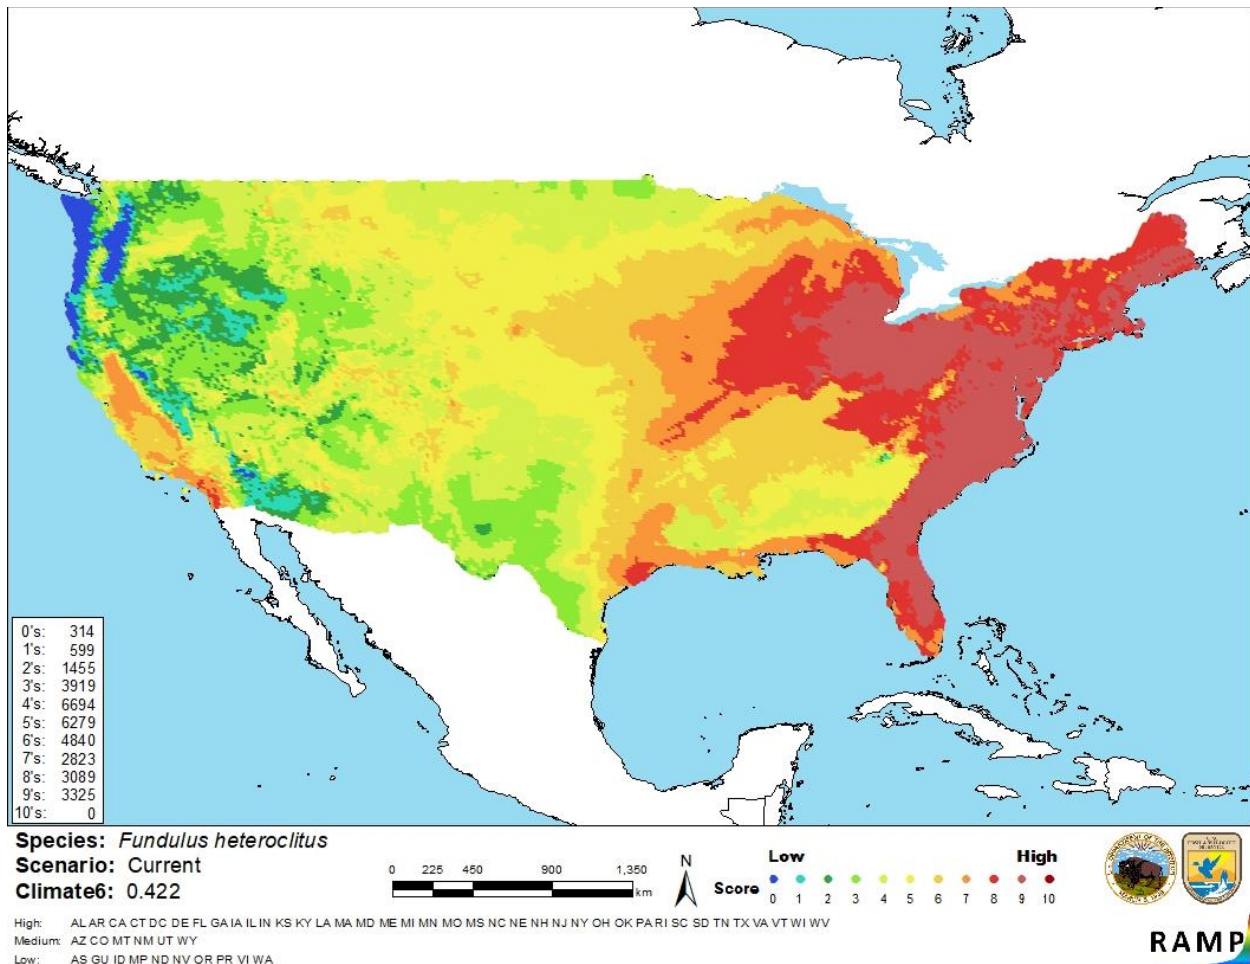 0's: 314
1's: 599
2's: 1455
3's: 3919
4's: 6694
5's: 6279
6's: 4840
7's: 2823
8's: 3089
9's: 3325
10's: 0
Species: Fundulus heteroclitus
Scenario: Current
Climate6: 0.422
0 225 450 900 1,350
km
N
Low High
Score 0 1 2 3 4 5 6 7 8 9 10
High: AL AR CA CT DC DE FL GA IA IL IN KS KY LA MA MD ME MI MN MO MS NC NE NH NJ NY OH OK PA RI SC SD TN TX VA VT WI WV
Medium: AZ CO MT NM UT WY
Low: AS GU ID MP ND NV OR PR VI WA
RAMP